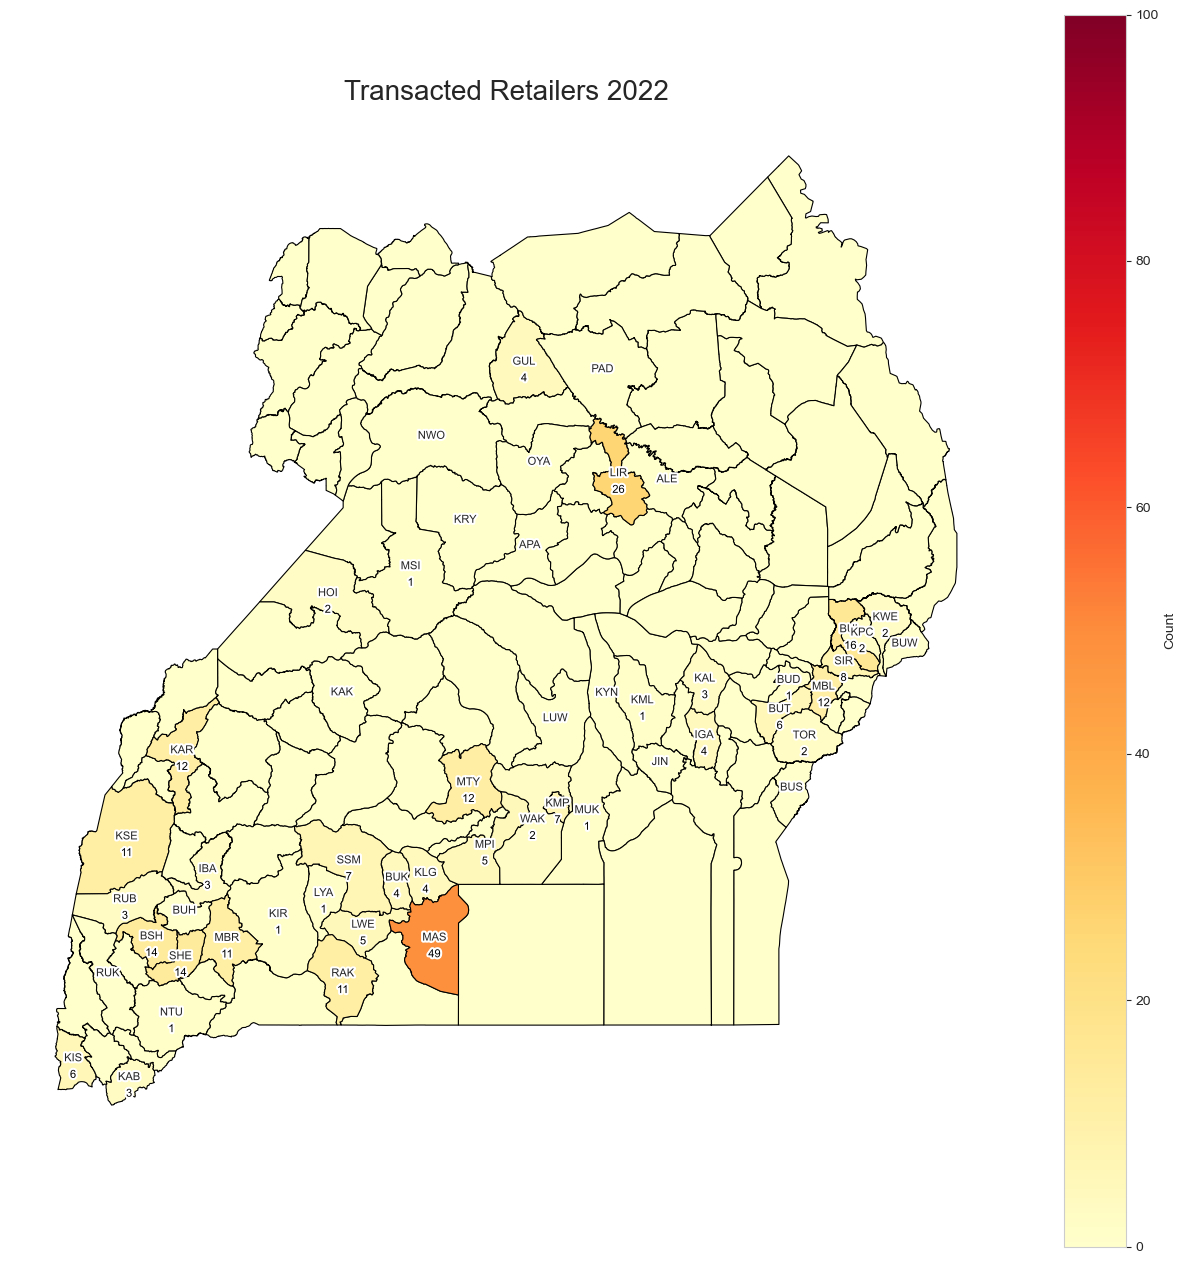 100
Transacted Retailers 2022
80
GUL
4
PAD
NWO
OYA
LIR
26
ALE
60
KRY
APA
MSI
1
HOI
2
KWE
2
16
KPC
2
BUW
Count
SIR
8
KAK
KYN
KML
1
KAL
3
BUD
1
MBL
12
BUT
6
LUW
IGA
4
TOR
2
KAR
12
JIN
40
MTY
12
BUS
KMP
7
WAK
2
MUK
1
KSE
11
MPI
5
SSM
7
IBA
3
BUK
4
KLG
4
RUB
3
LYA
1
BUH
KIR
1
LWE
5
BSH
14
MBR
11
MAS
49
SHE
14
RUK
RAK
11
20
NTU
1
KIS
6
KAB
3
0